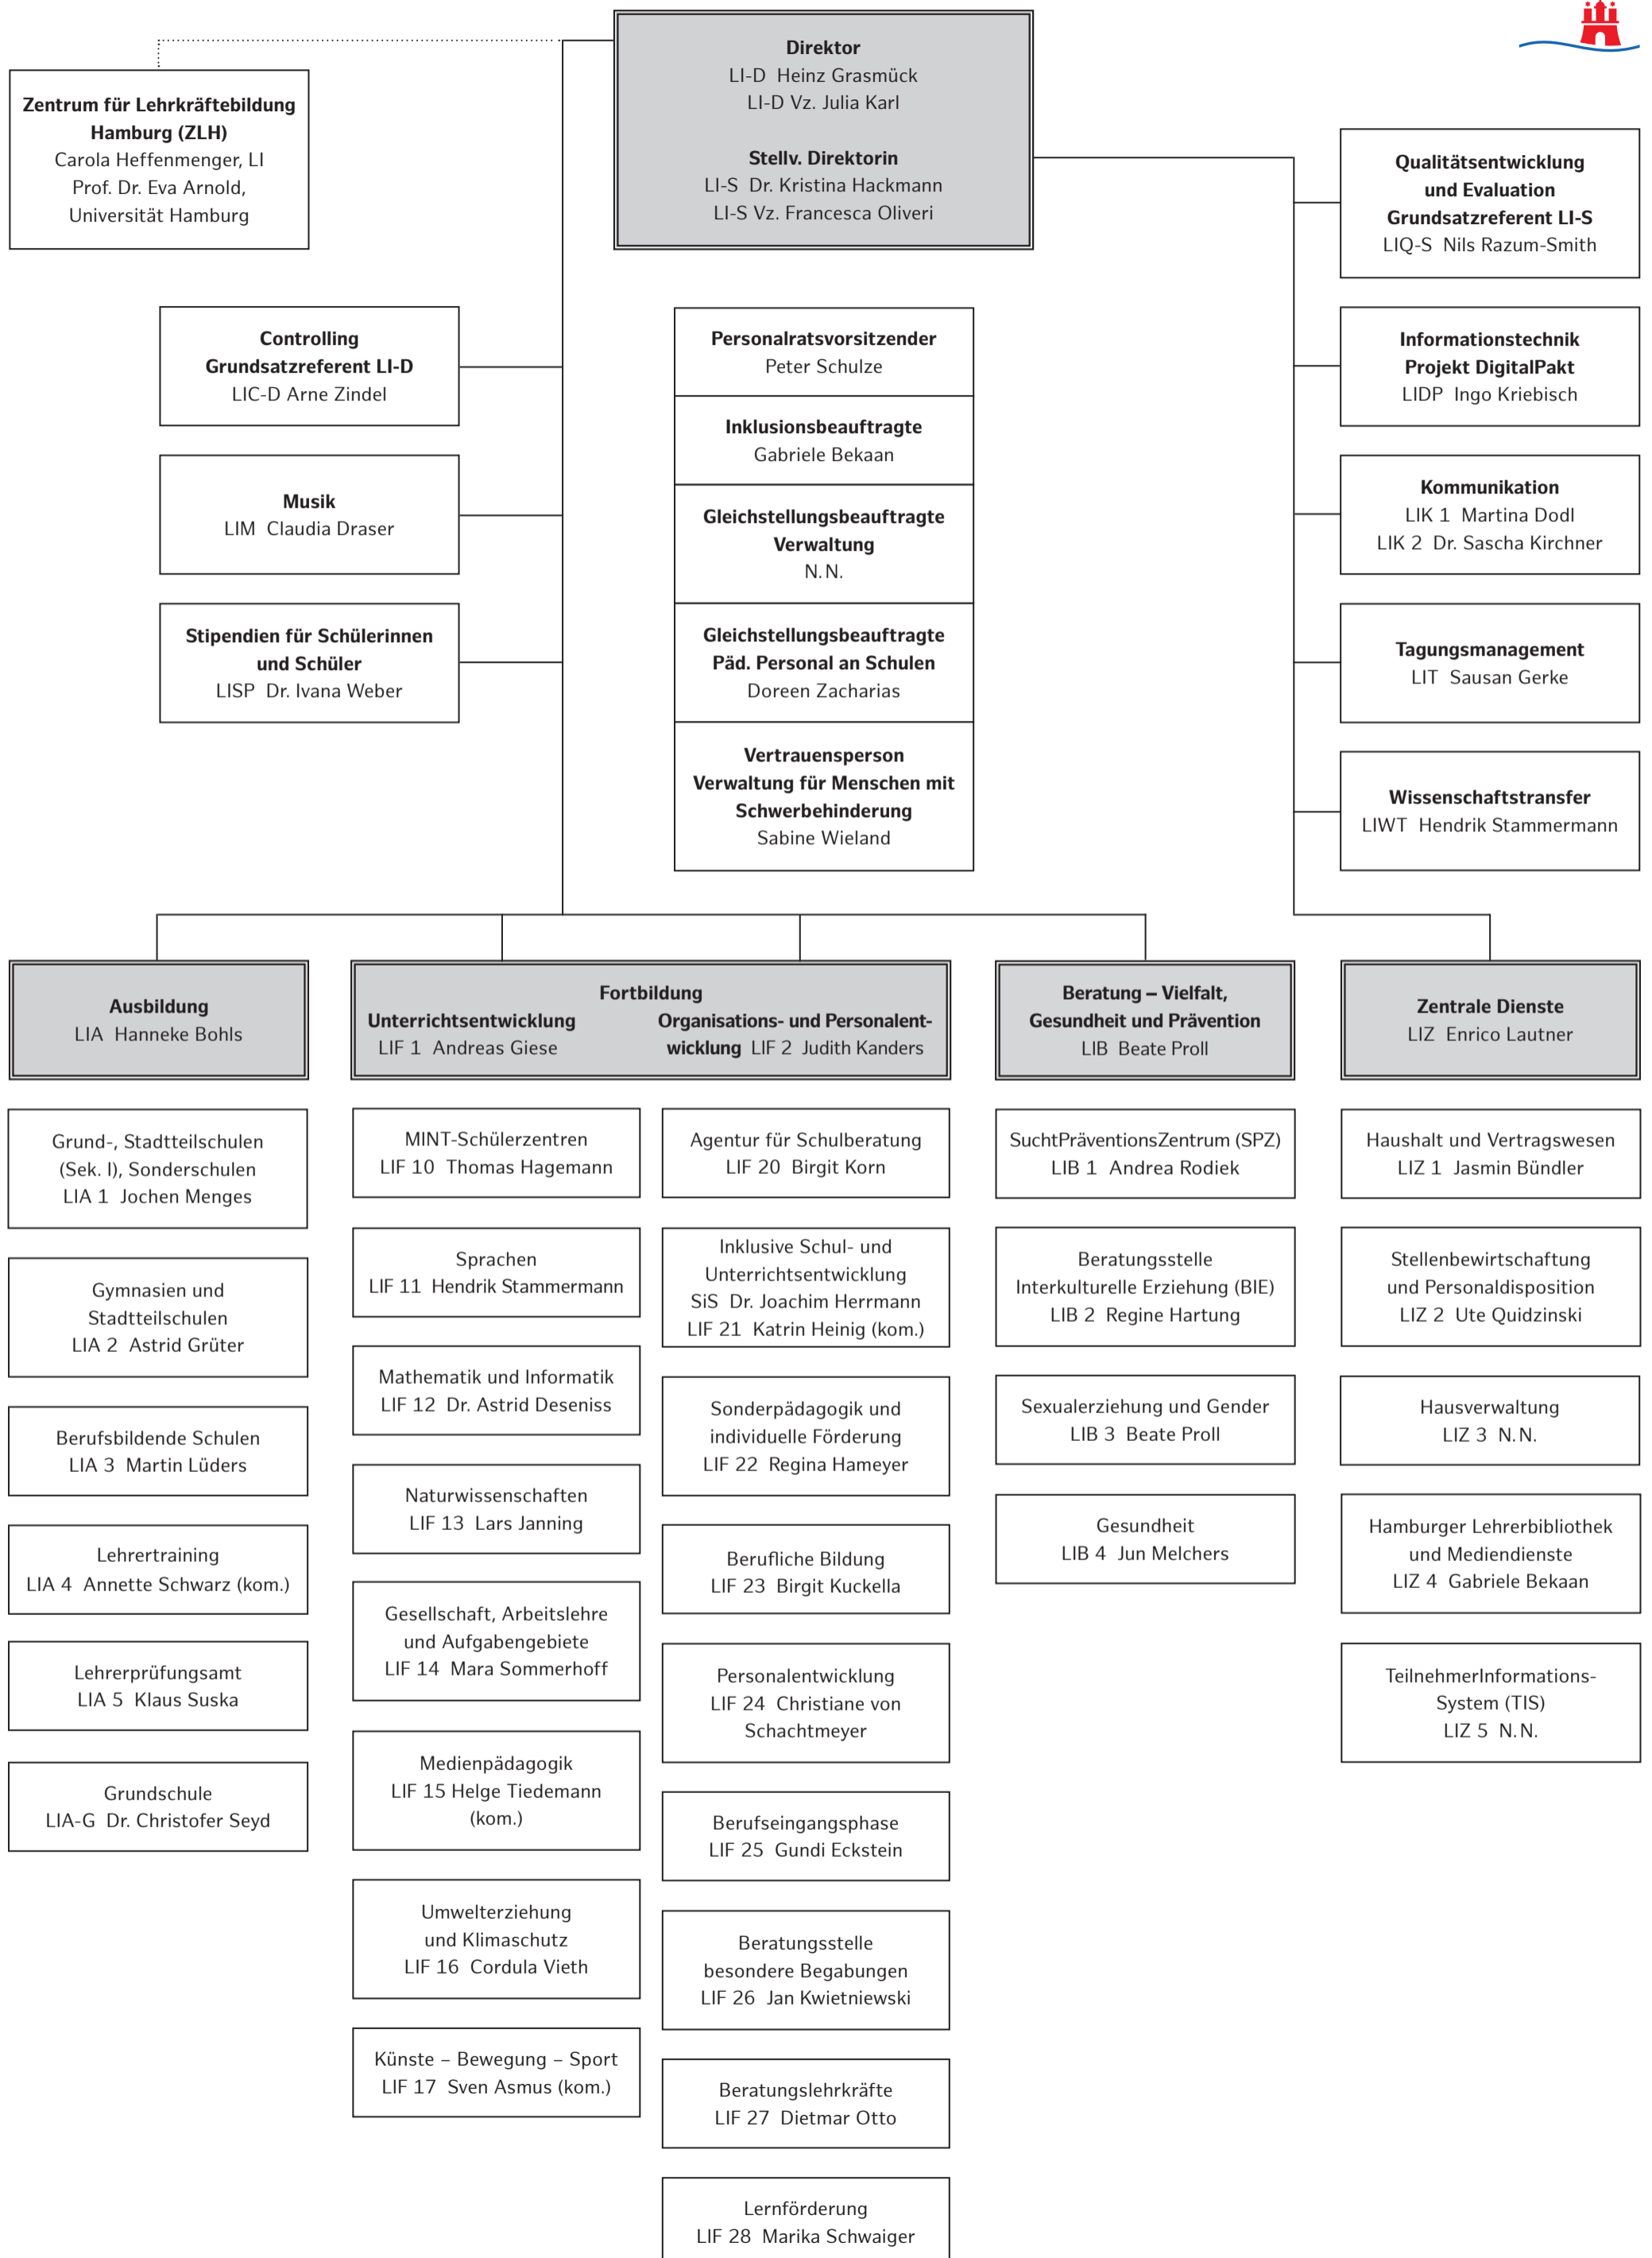 Direktor
LI-D Heinz Grasmück
LI-D Vz. Julia Karl
Stellv. Direktorin
LI-S Dr. Kristina Hackmann
LI-S Vz. Francesca Oliveri
Zentrum für Lehrkräftebildung
Hamburg (ZLH)
Carola Heffenmenger, LI
Prof. Dr. Eva Arnold,
Universität Hamburg
Controlling
Grundsatzreferent LI-D
LIC-D Arne Zindel
Musik
LIM Claudia Draser
Stipendien für Schülerinnen
und Schüler
LISP Dr. Ivana Weber
Personalratsvorsitzender
Peter Schulze
Inklusionsbeauftragte
Gabriele Bekaan
Gleichstellungsbeauftragte
Verwaltung
N.N.
Gleichstellungsbeauftragte
Päd. Personal an Schulen
Doreen Zacharias
Vertrauensperson
Verwaltung für Menschen mit
Schwerbehinderung
Sabine Wieland
Qualitätsentwicklung
und Evaluation
Grundsatzreferent LI-S
LIQ-S Nils Razum-Smith
Informationstechnik
Projekt DigitalPakt
LIDP Ingo Kriebisch
Kommunikation
LIK 1 Martina Dodl
LIK 2 Dr. Sascha Kirchner
Tagungsmanagement
LIT Sausan Gerke
Wissenschaftstransfer
LIWT Hendrik Stammermann
Ausbildung
LIA Hanneke Bohls
Grund-, Stadtteilschulen
(Sek. I), Sonderschulen
LIA 1 Jochen Menges
Gymnasien und
Stadtteilschulen
LIA 2 Astrid Grüter
Berufsbildende Schulen
LIA 3 Martin Lüders
Lehrertraining
LIA 4 Annette Schwarz (kom.)
Lehrerprüfungsamt
LIA 5 Klaus Suska
Grundschule
LIA-G Dr. Christofer Seyd
Fortbildung
Unterrichtsentwicklung
LIF 1 Andreas Giese
Organisations- und Personalent-
wicklung LIF 2 Judith Kanders
MINT-Schülerzentren
LIF 10 Thomas Hagemann
Sprachen
LIF 11 Hendrik Stammermann
Mathematik und Informatik
LIF 12 Dr. Astrid Deseniss
Naturwissenschaften
LIF 13 Lars Janning
Gesellschaft, Arbeitslehre
und Aufgabengebiete
LIF 14 Mara Sommerhoff
Medienpädagogik
LIF 15 Helge Tiedemann
(kom.)
Umwelterziehung
und Klimaschutz
LIF 16 Cordula Vieth
Künste – Bewegung – Sport
LIF 17 Sven Asmus (kom.)
Agentur für Schulberatung
LIF 20 Birgit Korn
Inklusive Schul- und
Unterrichtsentwicklung
SiS Dr. Joachim Herrmann
LIF 21 Katrin Heinig (kom.)
Sonderpädagogik und
individuelle Förderung
LIF 22 Regina Hameyer
Berufliche Bildung
LIF 23 Birgit Kuckella
Personalentwicklung
LIF 24 Christiane von
Schachtmeyer
Berufseingangsphase
LIF 25 Gundi Eckstein
Beratungsstelle
besondere Begabungen
LIF 26 Jan Kwietniewski
Beratungslehrkräfte
LIF 27 Dietmar Otto
Lernförderung
LIF 28 Marika Schwaiger
Beratung – Vielfalt,
Gesundheit und Prävention
LIB Beate Proll
SuchtPräventionsZentrum (SPZ)
LIB 1 Andrea Rodiek
Beratungsstelle
Interkulturelle Erziehung (BIE)
LIB 2 Regine Hartung
Sexualerziehung und Gender
LIB 3 Beate Proll
Gesundheit
LIB 4 Jun Melchers
Zentrale Dienste
LIZ Enrico Lautner
Haushalt und Vertragswesen
LIZ 1 Jasmin Bündler
Stellenbewirtschaftung
und Personaldisposition
LIZ 2 Ute Quidzinski
Hausverwaltung
LIZ 3 N.N.
Hamburger Lehrerbibliothek
und Mediendienste
LIZ 4 Gabriele Bekaan
TeilnehmerInformations-
System (TIS)
LIZ 5 N.N.